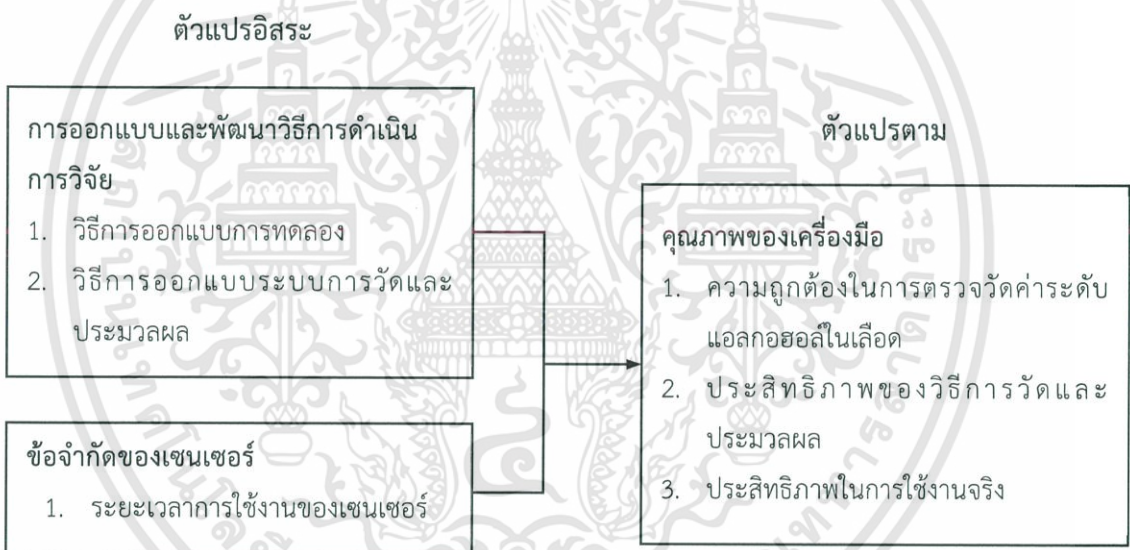 ตัวแปรอิสระ
การออกแบบและพัฒนาวิธีการดำเนิน
การวิจัย
1. วิธีการออกแบบการทดลอง
2. วิธีการออกแบบระบบการวัดและ
ประมวลผล
ข้อจำกัดของเซนเซอร์
1. ระยะเวลาการใช้งานของเซนเซอร์
ตัวแปรตาม
คุณภาพของเครื่องมือ
1. ความถูกต้องในการตรวจวัดค่าระดับ
แอลกอฮอล์ในเลือด
2. ประสิทธิภาพของวิธีการวัดและ
ประมวลผล
3. ประสิทธิภาพในการใช้งานจริง